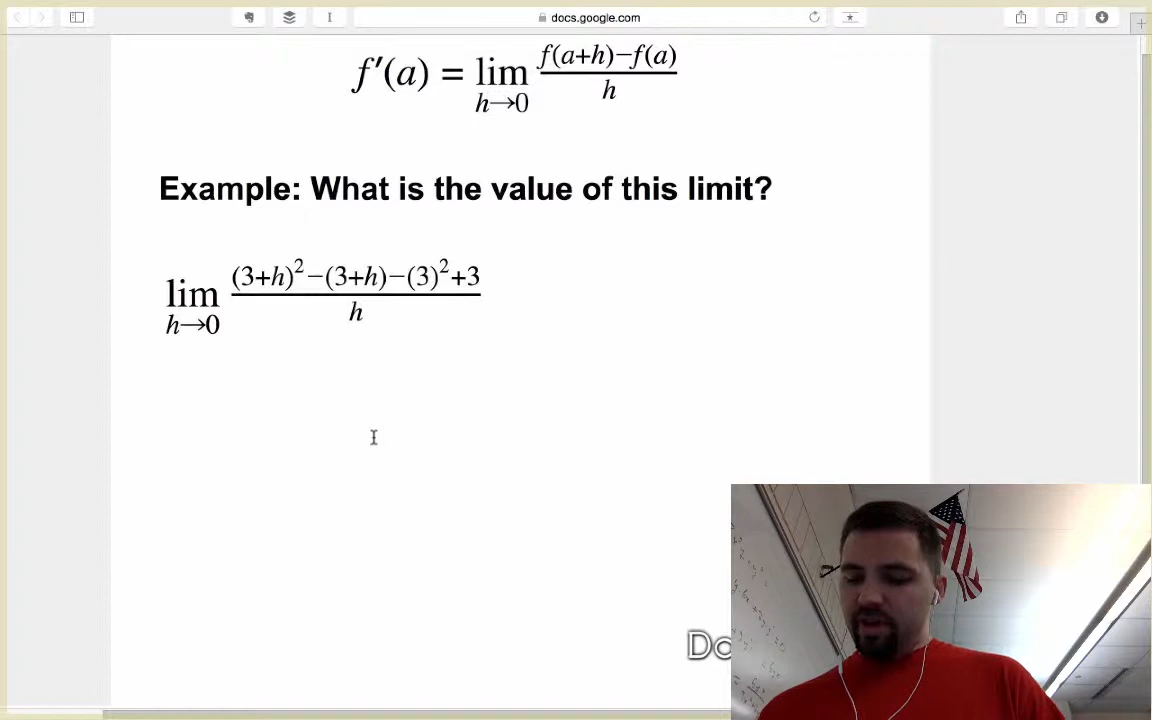 docs.google.com
f′(a) = lim h→0 f(a+h)−f(a) / h
Example: What is the value of this limit?
lim h→0 (3+h)²−(3+h)−(3)²+3 / h
Do